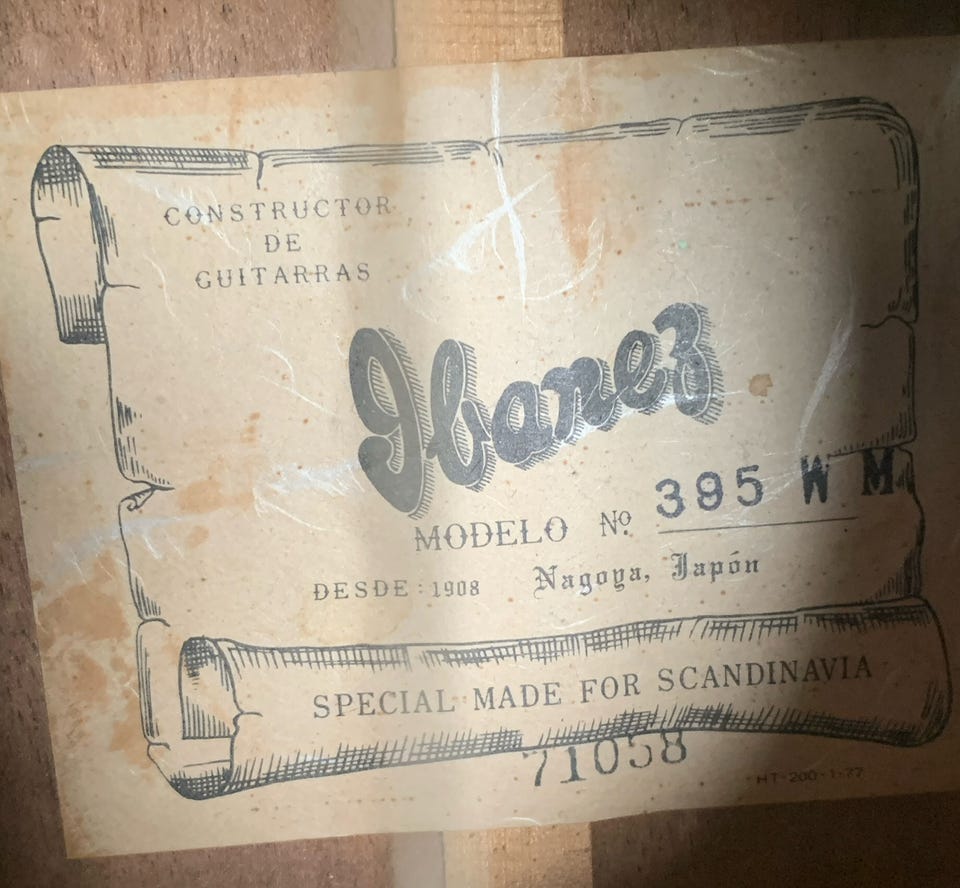 CONSTRUCTOR
DE
GUITARRAS
Ibanez
MODELO Nº 395 W M
DESDE : 1908 Nagoya, Japón
SPECIAL MADE FOR SCANDINAVIA
71058
HT-200-1-77